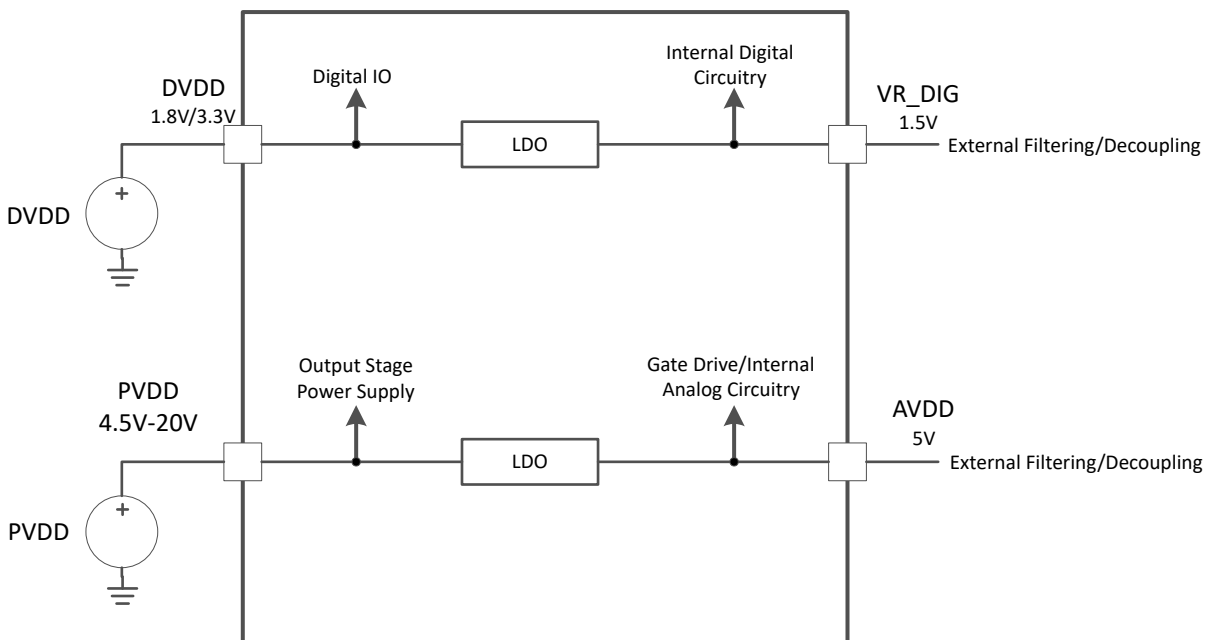 Digital IO
Internal Digital
Circuitry
DVDD
1.8V/3.3V
VR_DIG
1.5V
LDO
External Filtering/Decoupling
+
DVDD
Output Stage
Power Supply
Gate Drive/Internal
Analog Circuitry
PVDD
4.5V-20V
AVDD
5V
LDO
External Filtering/Decoupling
+
PVDD